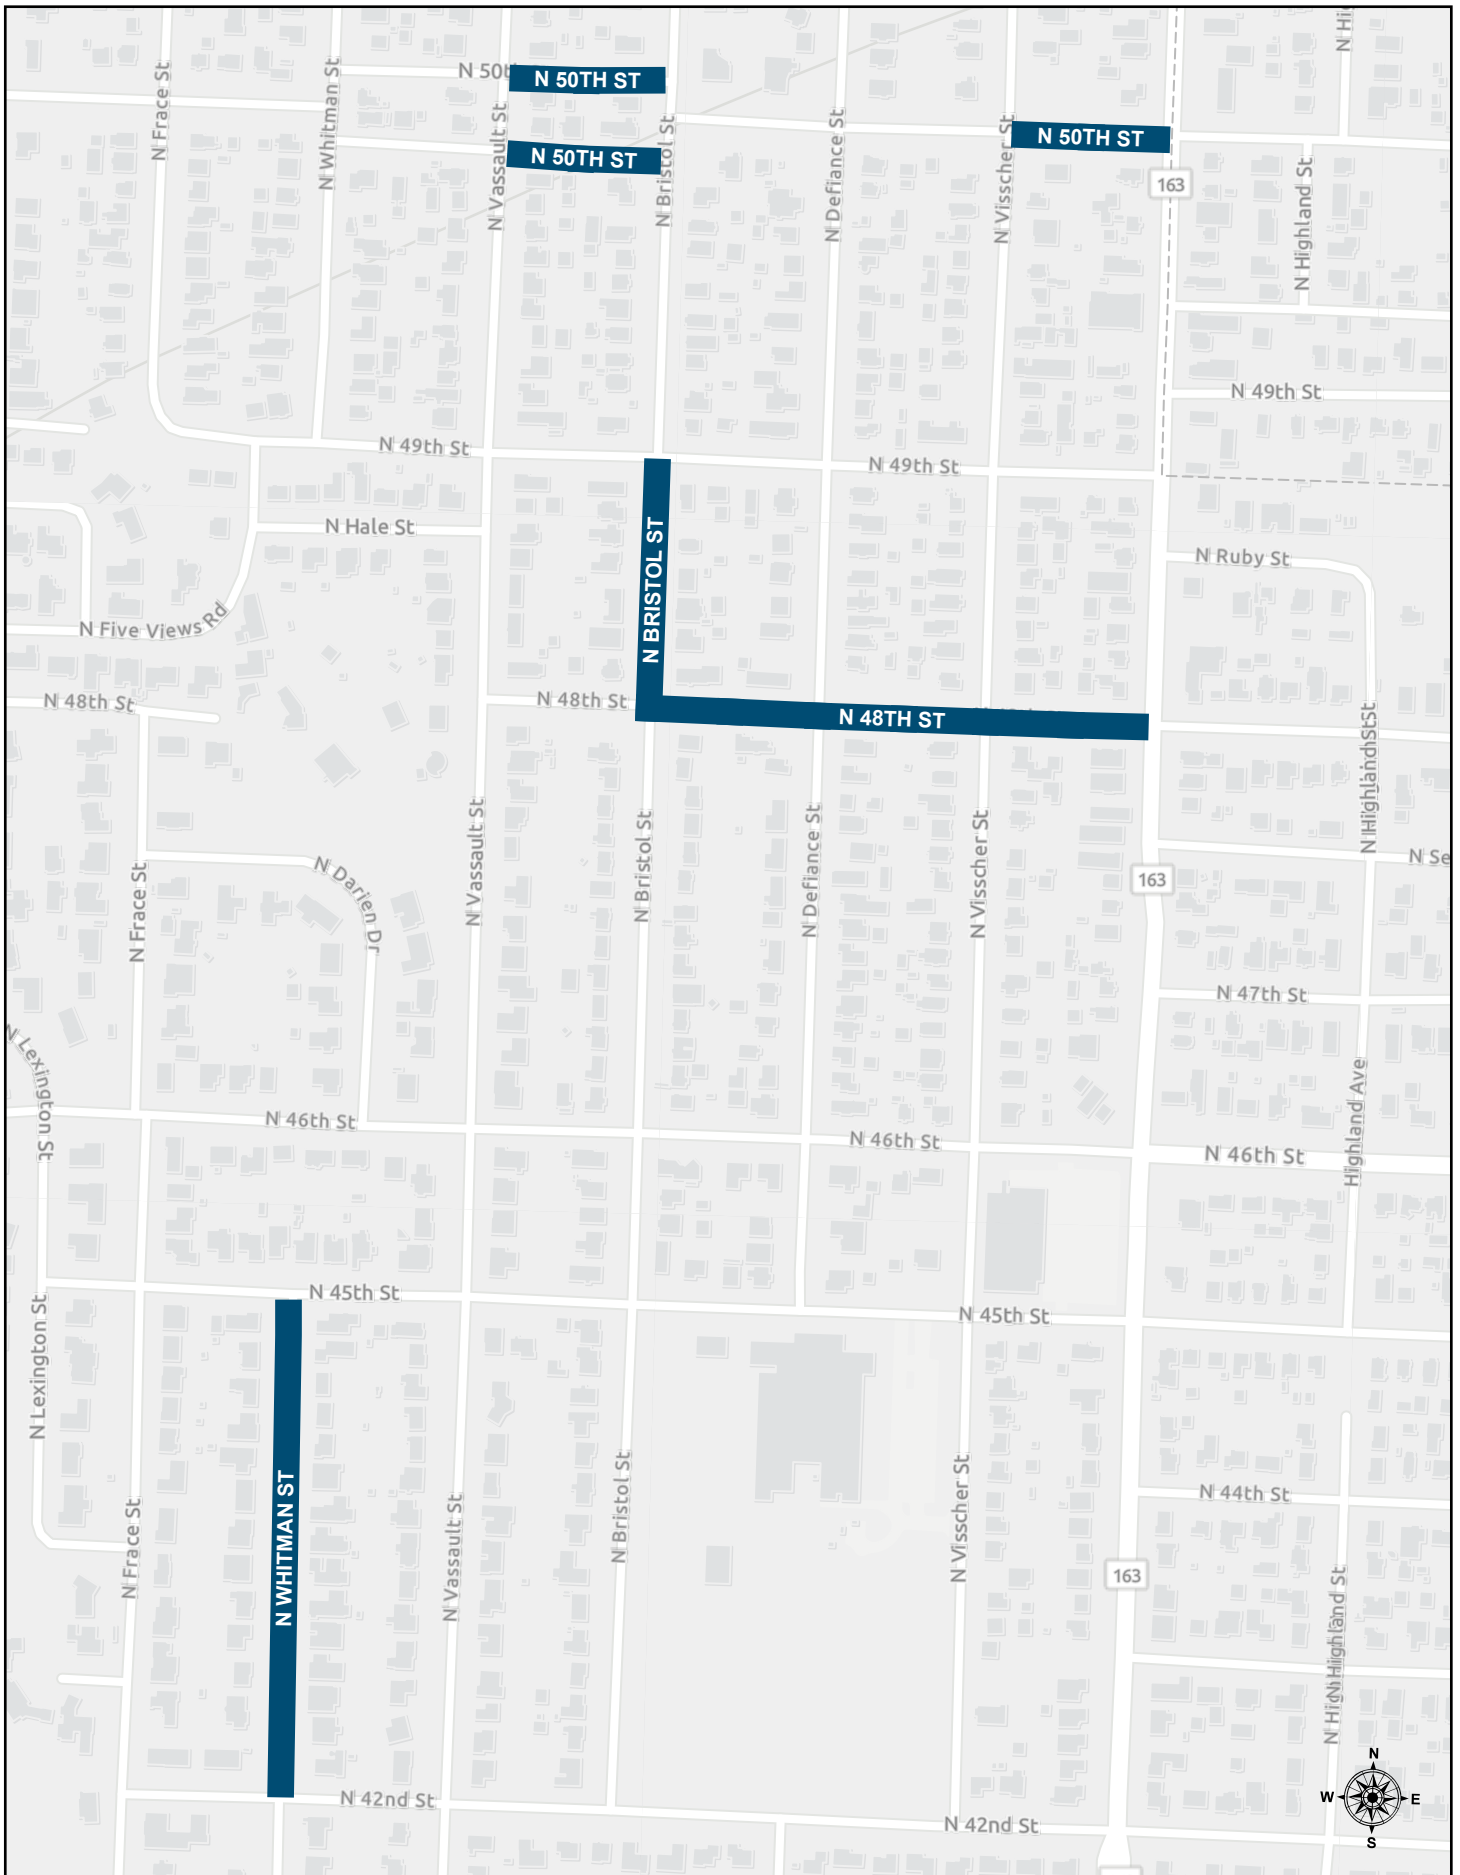 N Hi
N 50t
N 50TH ST
N 50TH ST
N 50TH ST
N Frace St
N Whitman St
N Vassault St
N Bristol St
N Defiance St
N Visscher St
163
N Highland St
N 49th St
N 49th St
N 49th St
N Hale St
N BRISTOL ST
N Ruby St
N Five Views Rd
N 48th St
N 48th St
N 48TH ST
N Highland St
St
N Se
N Frace St
N Darien Dr
N Vassault St
N Bristol St
N Defiance St
N Visscher St
163
N 47th St
N Lexington St
N 46th St
N 46th St
N 46th St
Highland Ave
N 45th St
N 45th St
N Lexington St
N WHITMAN ST
N Frace St
N Vassault St
N Bristol St
N Visscher St
N 44th St
163
N Highland St
N Highland St
N 42nd St
N 42nd St
N
W
E
S